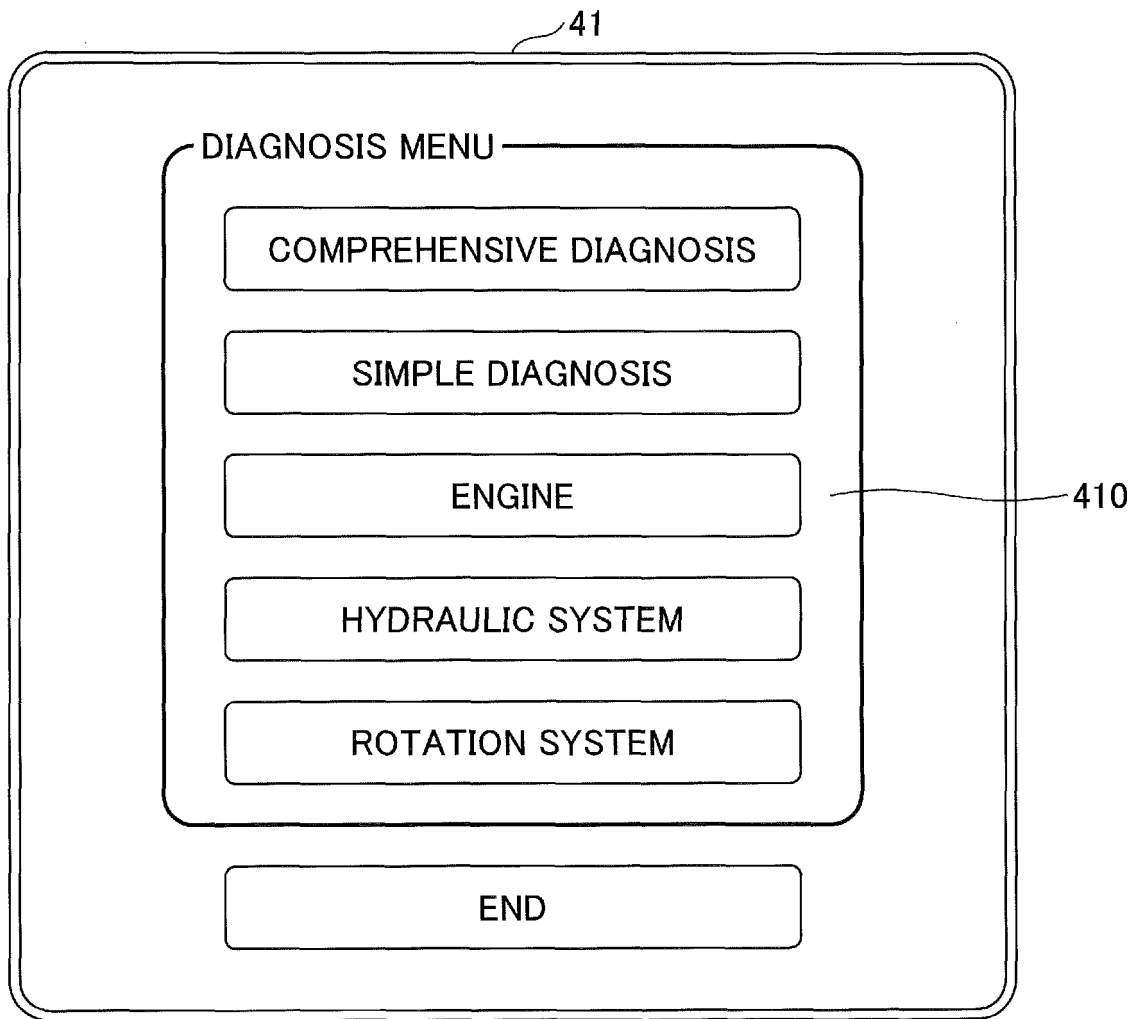 41
DIAGNOSIS MENU
COMPREHENSIVE DIAGNOSIS
SIMPLE DIAGNOSIS
ENGINE
410
HYDRAULIC SYSTEM
ROTATION SYSTEM
END